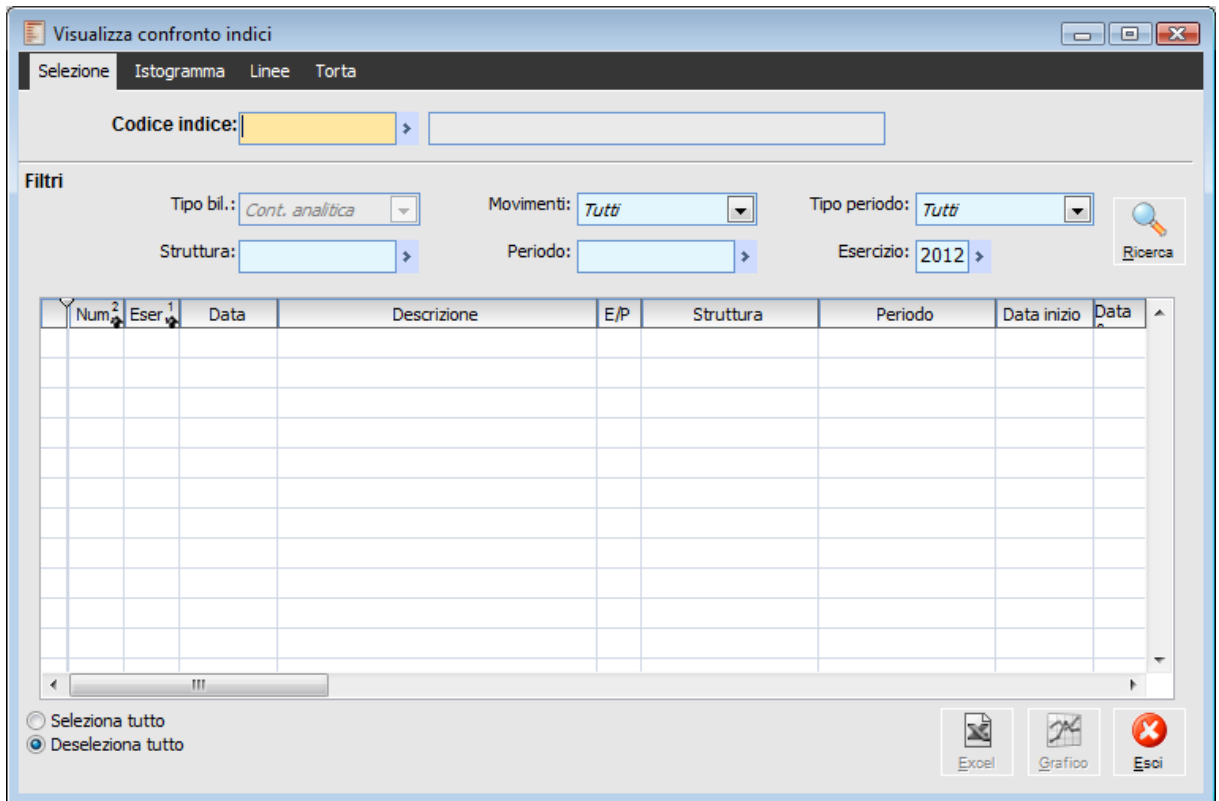 Visualizza confronto indici
Selezione Istogramma Linee Torta
Codice indice:
Filtri
Tipo bil.: Cont. analitica Movimenti: Tutti Tipo periodo: Tutti
Struttura: Periodo: Esercizio: 2012 Ricerca
Num. 2 Eser. 1 Data Descrizione E/P Struttura Periodo Data inizio Data
Seleziona tutto
Deseleziona tutto
Excel Grafico Esci